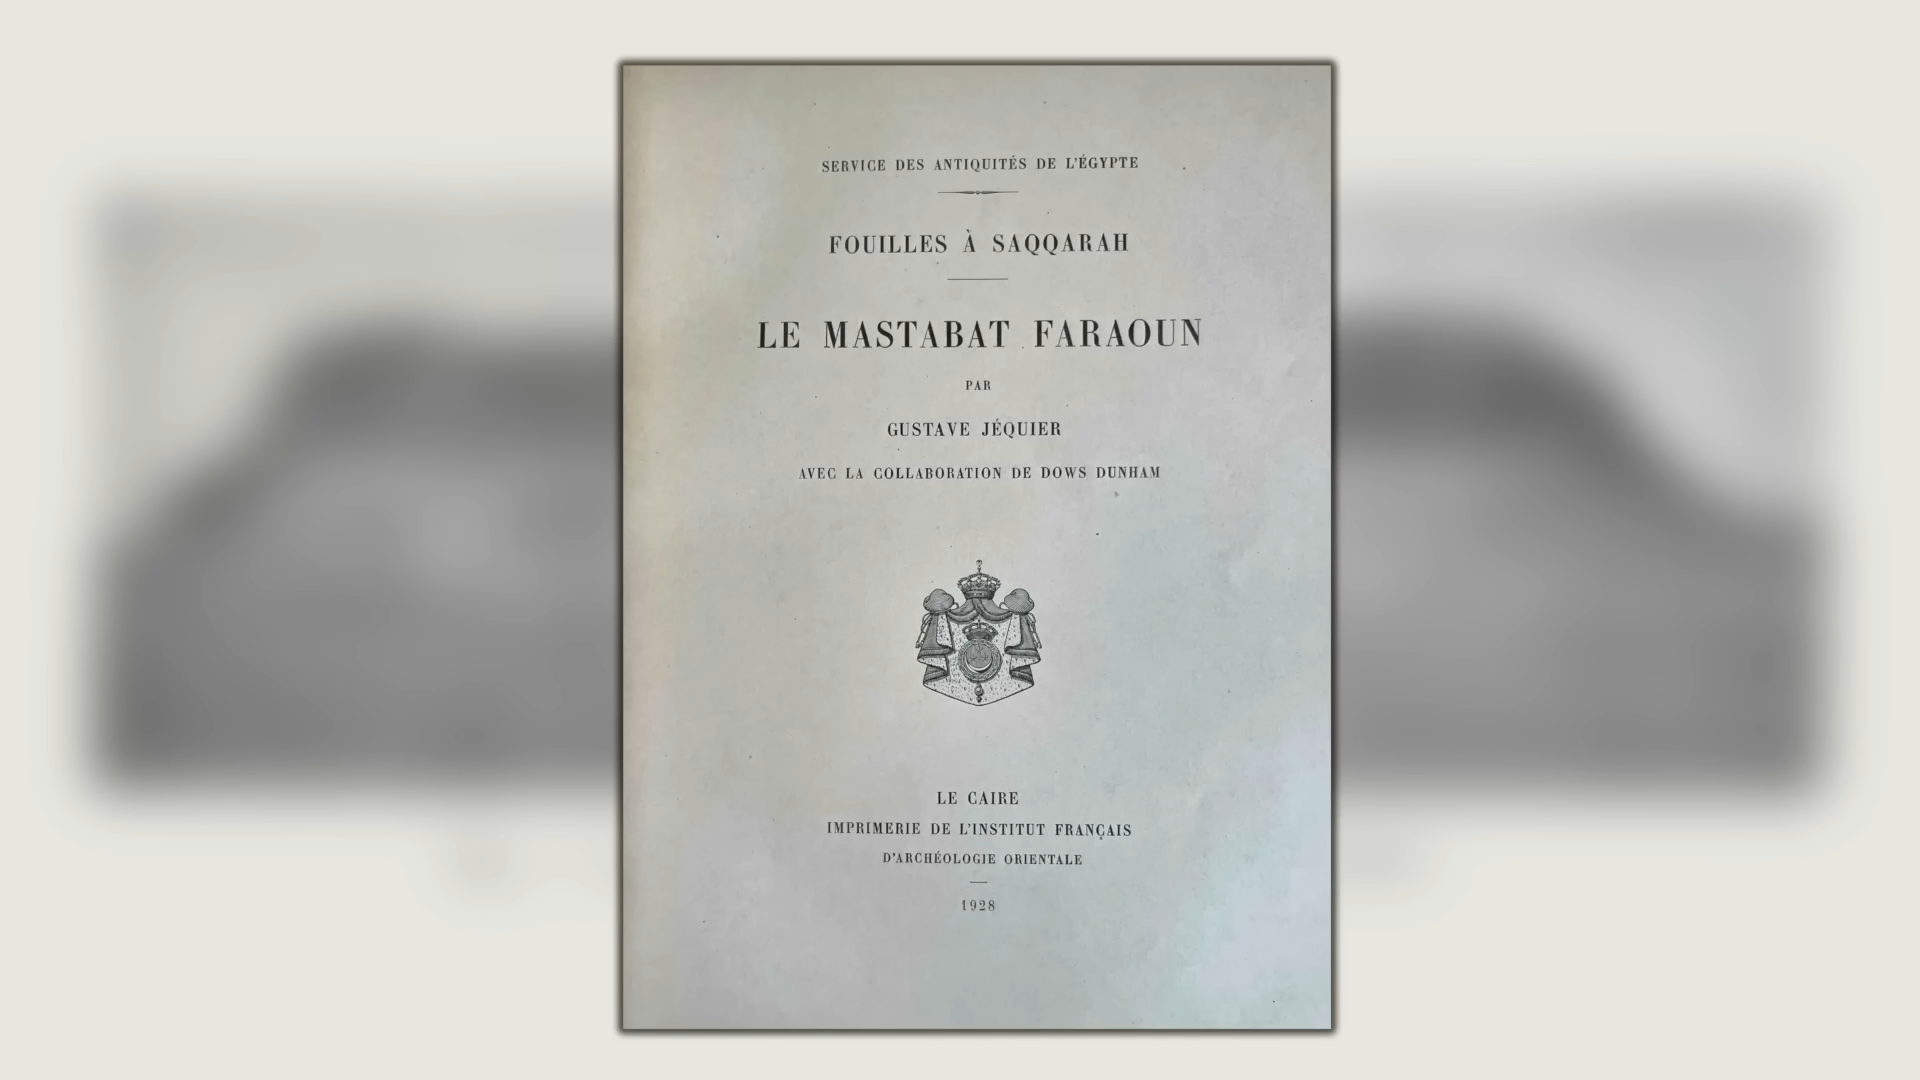 SERVICE DES ANTIQUITÉS DE L'ÉGYPTE
FOUILLES À SAQQARAH
LE MASTABAT FARAOUN
PAR
GUSTAVE JÉQUIER
AVEC LA COLLABORATION DE DOWS DUNHAM
LE CAIRE
IMPRIMERIE DE L'INSTITUT FRANÇAIS
D'ARCHÉOLOGIE ORIENTALE
1928